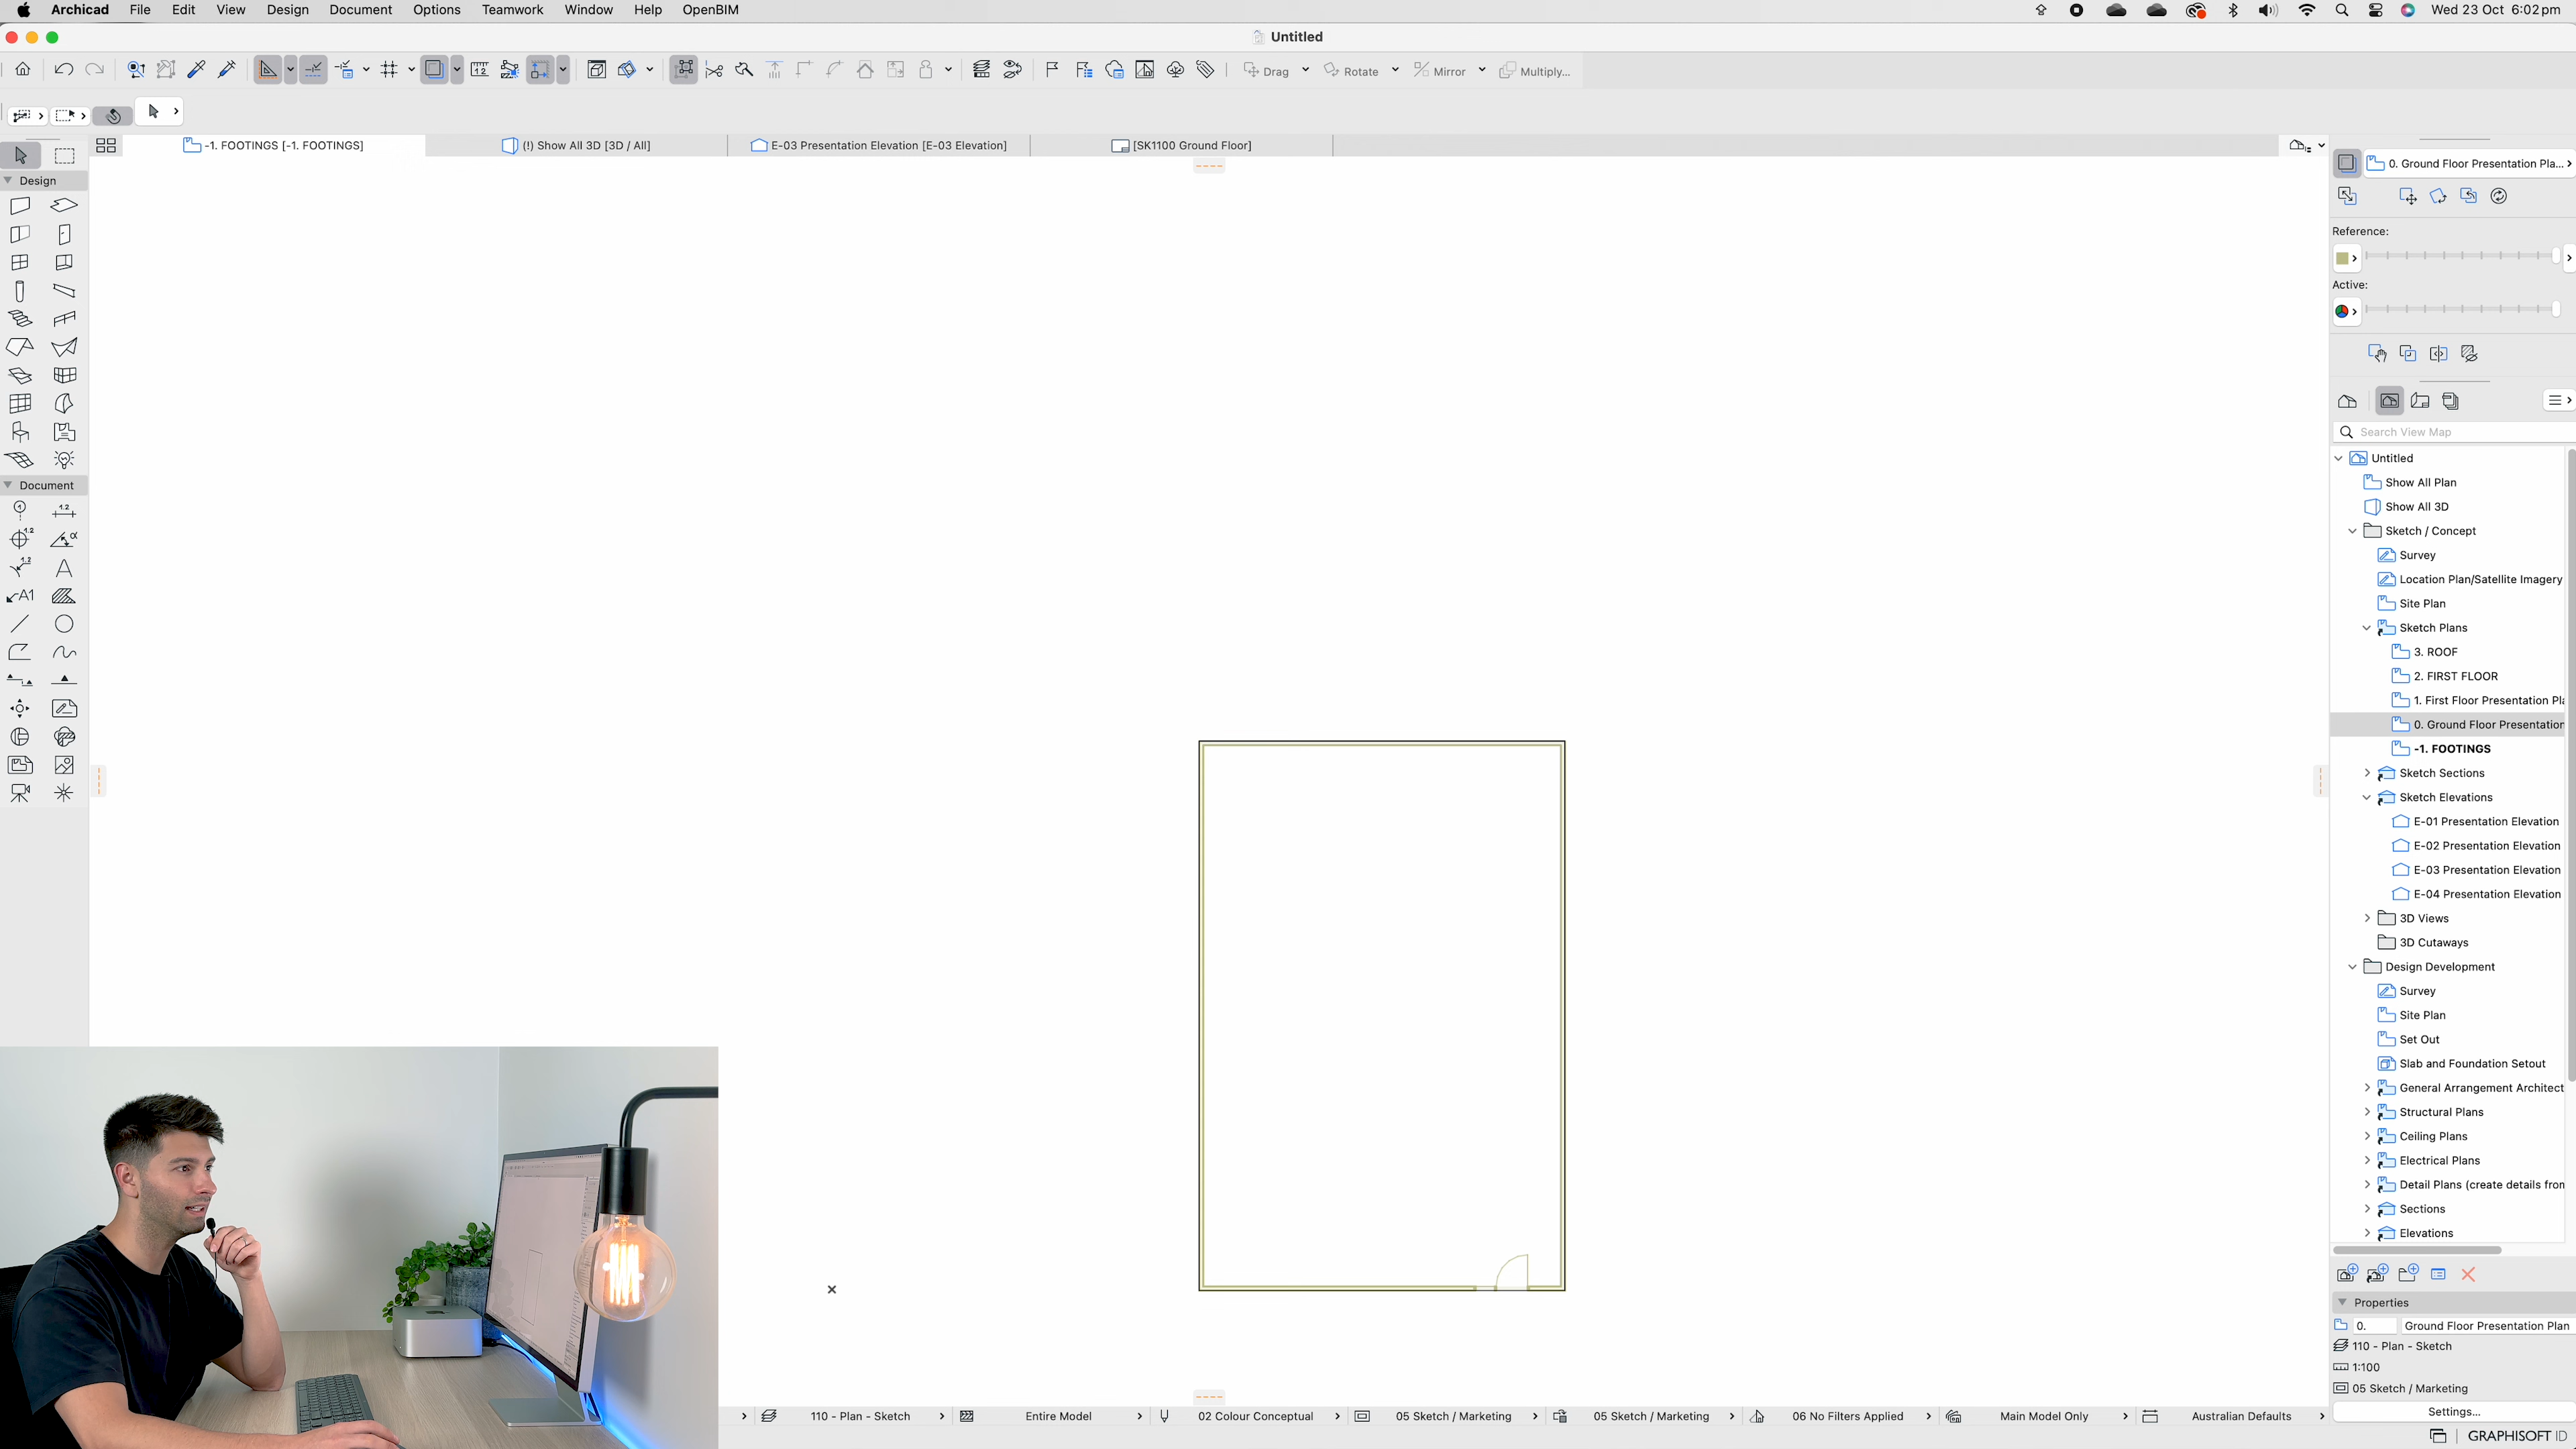 Archicad File Edit View Design Document Options Teamwork Window Help OpenBIM Wed 23 Oct 6:02pm
Untitled
Drag Rotate Mirror Multiply...
-1. FOOTINGS [-1. FOOTINGS] (!) Show All 3D [3D / All] E-03 Presentation Elevation [E-03 Elevation] [SK1100 Ground Floor]
Design
Document
0. Ground Floor Presentation Pla...
Reference:
Active:
Search View Map
Untitled
Show All Plan
Show All 3D
Sketch / Concept
Survey
Location Plan/Satellite Imagery
Site Plan
Sketch Plans
3. ROOF
2. FIRST FLOOR
1. First Floor Presentation Pla
0. Ground Floor Presentation
-1. FOOTINGS
Sketch Sections
Sketch Elevations
E-01 Presentation Elevation
E-02 Presentation Elevation
E-03 Presentation Elevation
E-04 Presentation Elevation
3D Views
3D Cutaways
Design Development
Survey
Site Plan
Set Out
Slab and Foundation Setout
General Arrangement Architect
Structural Plans
Ceiling Plans
Electrical Plans
Detail Plans (create details from
Sections
Elevations
Properties
0. Ground Floor Presentation Plan
110 - Plan - Sketch
1:100
05 Sketch / Marketing
Settings...
110 - Plan - Sketch Entire Model 02 Colour Conceptual 05 Sketch / Marketing 05 Sketch / Marketing 06 No Filters Applied Main Model Only Australian Defaults
GRAPHISOFT ID